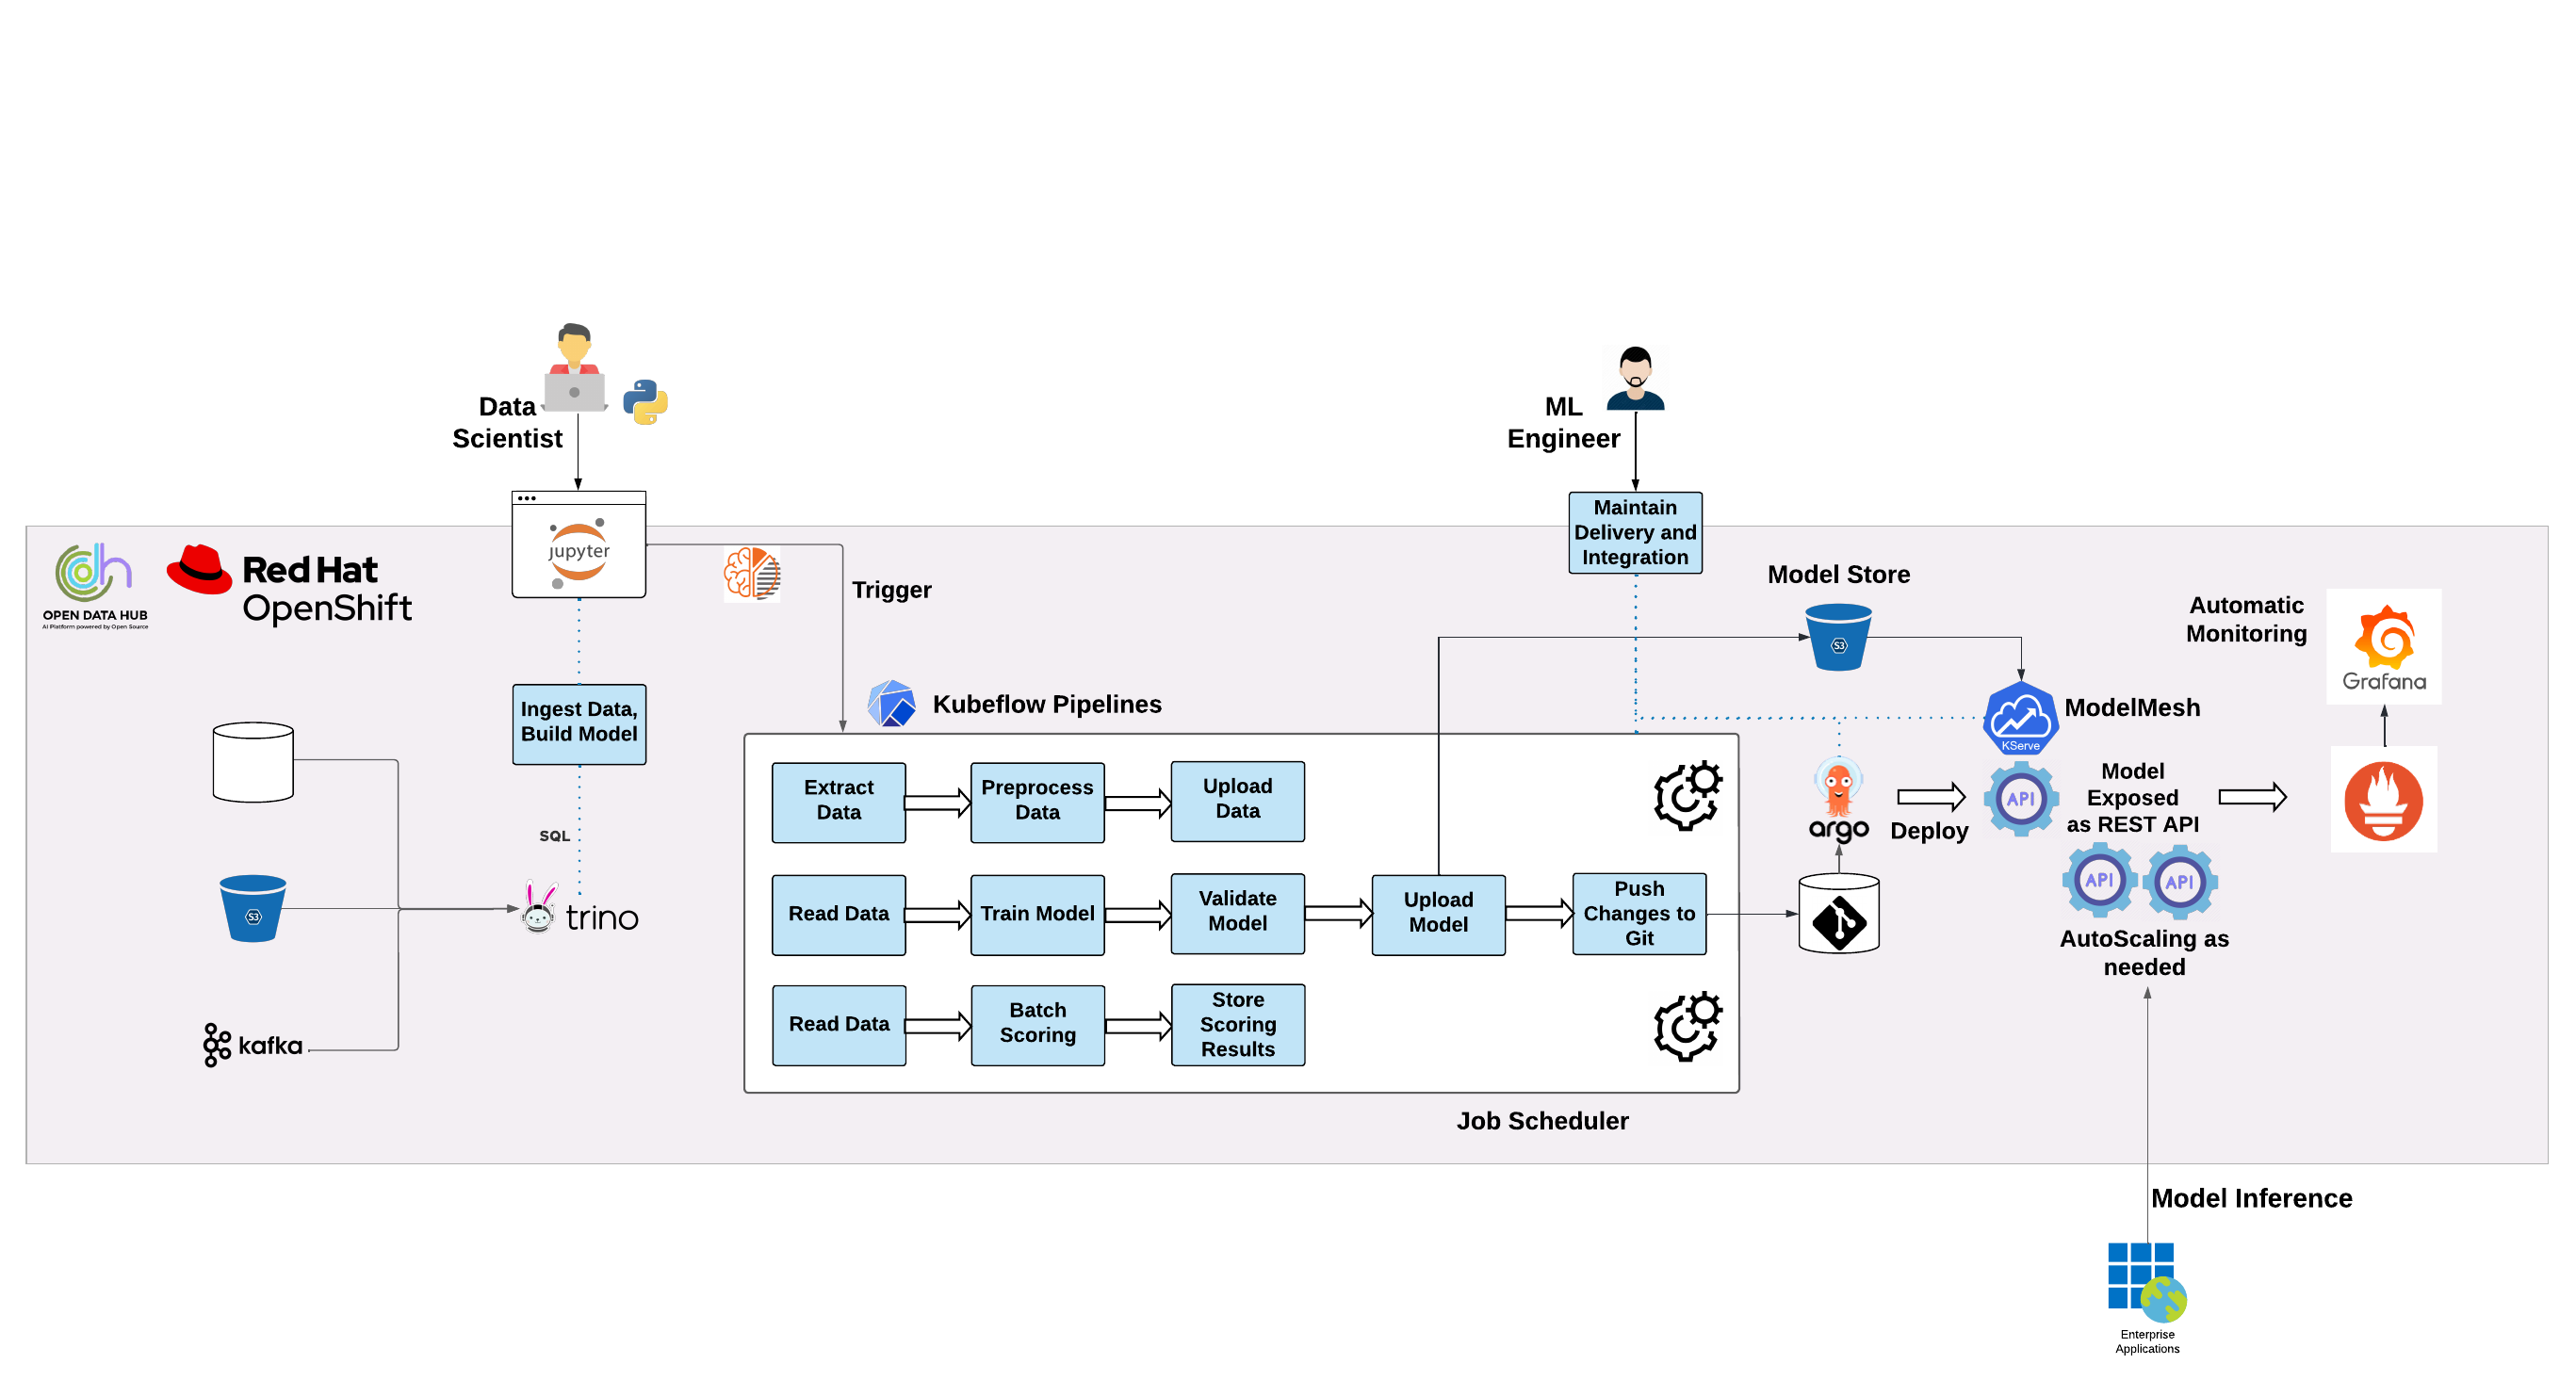 Data
Scientist
ML
Engineer
Maintain
Delivery and
Integration
jupyter
OPEN DATA HUB
AI Platform powered by Open Source
Red Hat
OpenShift
Trigger
Model Store
S3
Automatic
Monitoring
Grafana
Ingest Data,
Build Model
Kubeflow Pipelines
ModelMesh
KServe
SQL
Extract
Data
Preprocess
Data
Upload
Data
argo
Deploy
API
Model
Exposed
as REST API
S3
trino
Read Data
Train Model
Validate
Model
Upload
Model
Push
Changes to
Git
API
API
AutoScaling as
needed
kafka
Read Data
Batch
Scoring
Store
Scoring
Results
Job Scheduler
Model Inference
Enterprise
Applications